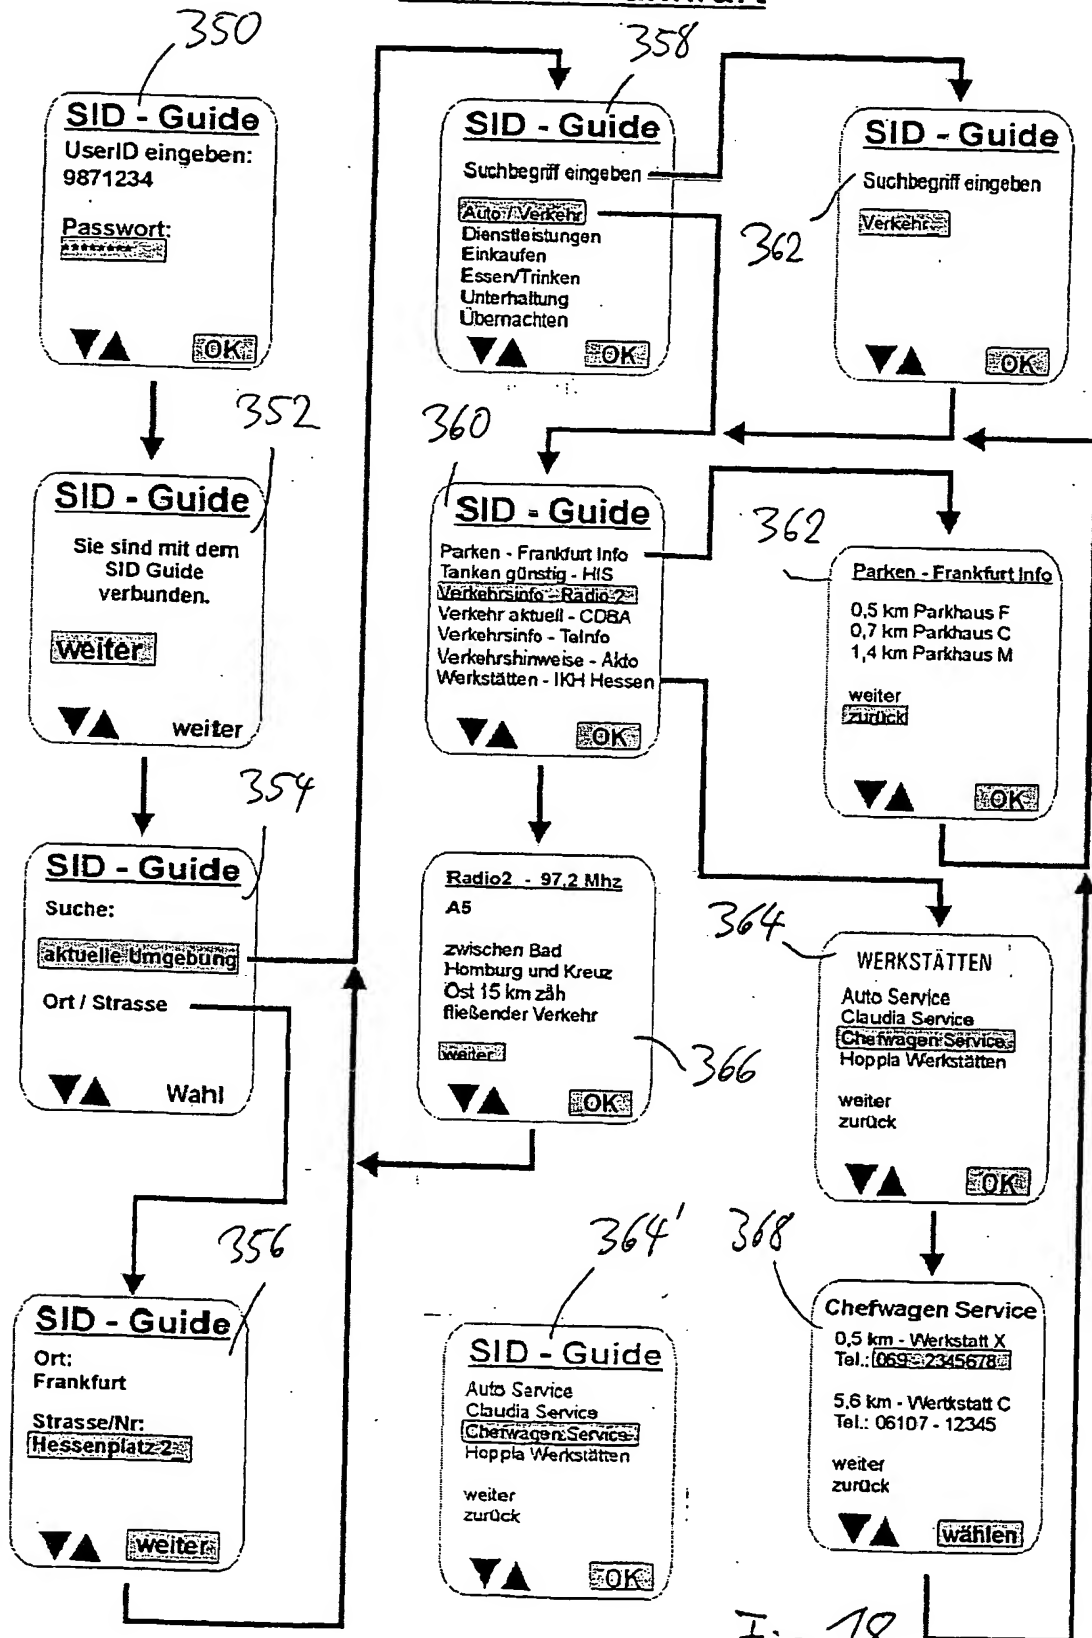 350
SID - Guide
UserID eingeben:
9871234
Passwort:
********
OK
352
SID - Guide
Sie sind mit dem
SID Guide
verbunden.
weiter
weiter
354
SID - Guide
Suche:
aktuelle Umgebung
Ort / Strasse
Wahl
356
SID - Guide
Ort:
Frankfurt
Strasse/Nr:
Hessenplatz 2_
weiter
358
SID - Guide
Suchbegriff eingeben
Auto / Verkehr
Dienstleistungen
Einkaufen
Essen/Trinken
Unterhaltung
Übernachten
OK
360
SID - Guide
Parken - Frankfurt Info
Tanken günstig - HIS
Verkehrsinfo - Radio 2
Verkehr aktuell - CDBA
Verkehrsinfo - TeInfo
Verkehrshinweise - Akto
Werkstätten - IKH Hessen
OK
Radio2 - 97,2 Mhz
A5
zwischen Bad
Homburg und Kreuz
Ost 15 km zäh
fließender Verkehr
weiter
OK
366
364'
SID - Guide
Auto Service
Claudia Service
Chefwagen Service
Hoppla Werkstätten
weiter
zurück
OK
SID - Guide
Suchbegriff eingeben
Verkehr
OK
362
362
Parken - Frankfurt Info
0,5 km Parkhaus F
0,7 km Parkhaus C
1,4 km Parkhaus M
weiter
zurück
OK
364
WERKSTÄTTEN
Auto Service
Claudia Service
Chefwagen Service
Hoppla Werkstätten
weiter
zurück
OK
368
Chefwagen Service
0,5 km - Werkstatt X
Tel.: 069 - 2345678
5,6 km - Wertkstatt C
Tel.: 06107 - 12345
weiter
zurück
wählen
18